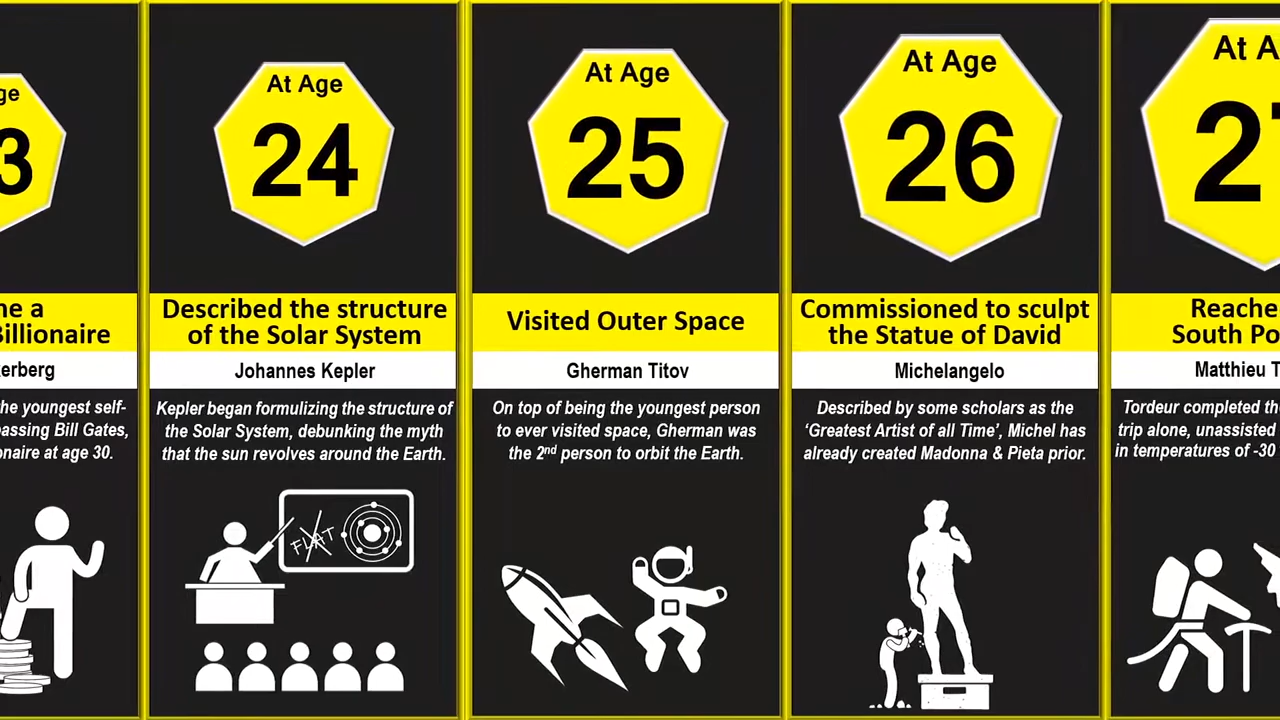 ge
3
ne a
Billionaire
erberg
he youngest self-
passing Bill Gates,
onaire at age 30.
At Age
24
Described the structure
of the Solar System
Johannes Kepler
Kepler began formulizing the structure of
the Solar System, debunking the myth
that the sun revolves around the Earth.
FLAT
At Age
25
Visited Outer Space
Gherman Titov
On top of being the youngest person
to ever visited space, Gherman was
the 2nd person to orbit the Earth.
At Age
26
Commissioned to sculpt
the Statue of David
Michelangelo
Described by some scholars as the
‘Greatest Artist of all Time’, Michel has
already created Madonna & Pieta prior.
At A
27
Reache
South Po
Matthieu T
Tordeur completed th
trip alone, unassisted
in temperatures of -30